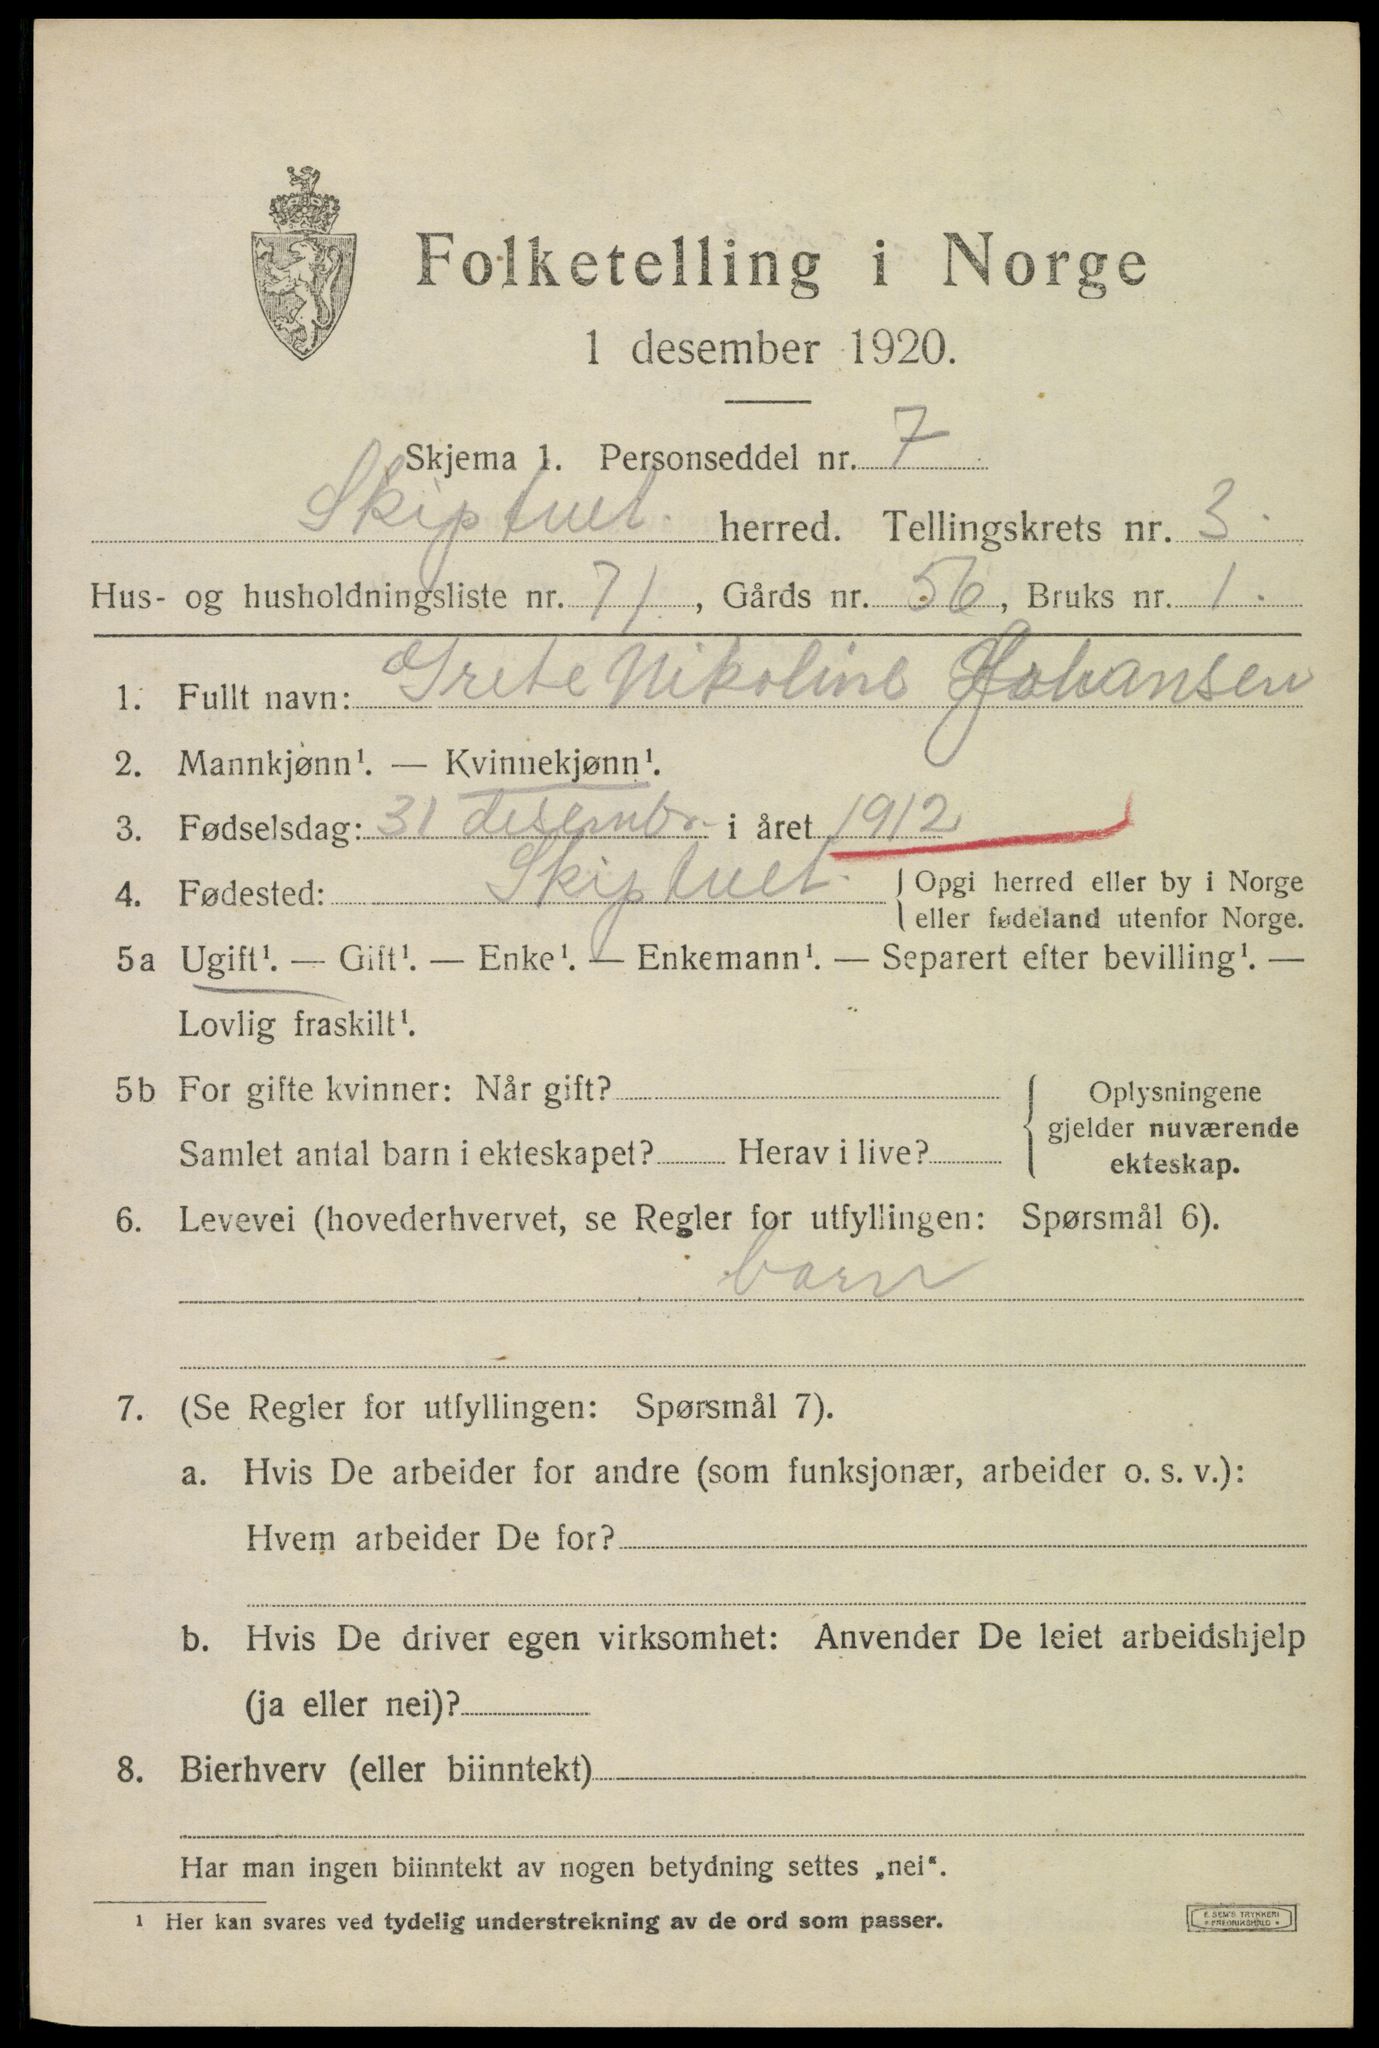 Folketelling i Norge
1 desember 1920.
Skjema 1. Personseddel nr. 7
Skiptvet. herred. Tellingskrets nr. 3.
Hus- og husholdningsliste nr. 71, Gårds nr. 56, Bruks nr. 1.
1. Fullt navn: Grete Nikoline Johansen
2. Mannkjønn¹. — Kvinnekjønn¹.
3. Fødselsdag: 31 desembr. i året 1912
4. Fødested: Skiptvet. { Opgi herred eller by i Norge
eller fødeland utenfor Norge.
5a Ugift¹. — Gift¹. — Enke¹. — Enkemann¹. — Separert efter bevilling¹. —
Lovlig fraskilt¹.
5b For gifte kvinner: Når gift?
Samlet antal barn i ekteskapet? Herav i live?
{ Oplysningene
gjelder nuværende
ekteskap.
6. Levevei (hovederhvervet, se Regler for utfyllingen: Spørsmål 6).
barn
7. (Se Regler for utfyllingen: Spørsmål 7).
a. Hvis De arbeider for andre (som funksjonær, arbeider o. s. v.):
Hvem arbeider De for?
b. Hvis De driver egen virksomhet: Anvender De leiet arbeidshjelp
(ja eller nei)?
8. Bierhverv (eller biinntekt)
Har man ingen biinntekt av nogen betydning settes „nei“.
¹ Her kan svares ved tydelig understrekning av de ord som passer.
E. SEM'S TRYKKERI
• FREDRIKSHALD •